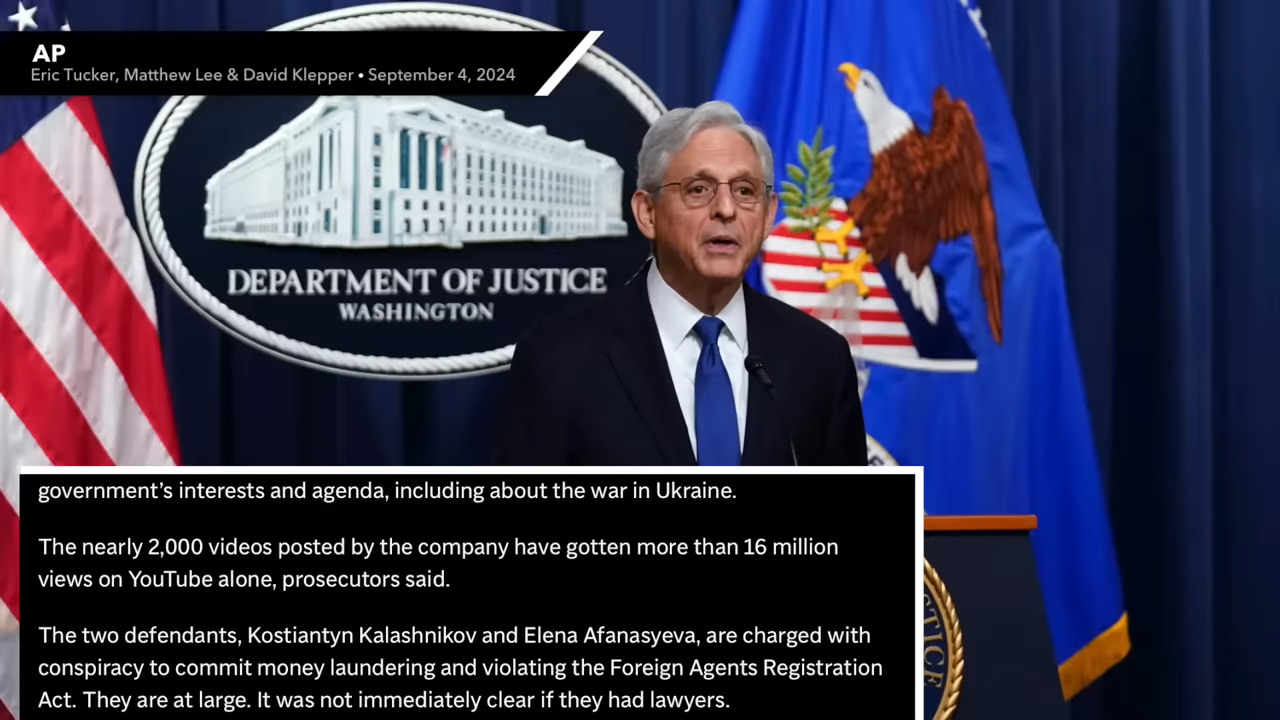 AP
Eric Tucker, Matthew Lee & David Klepper • September 4, 2024
DEPARTMENT OF JUSTICE
WASHINGTON
government's interests and agenda, including about the war in Ukraine.
The nearly 2,000 videos posted by the company have gotten more than 16 million
views on YouTube alone, prosecutors said.
The two defendants, Kostiantyn Kalashnikov and Elena Afanasyeva, are charged with
conspiracy to commit money laundering and violating the Foreign Agents Registration
Act. They are at large. It was not immediately clear if they had lawyers.